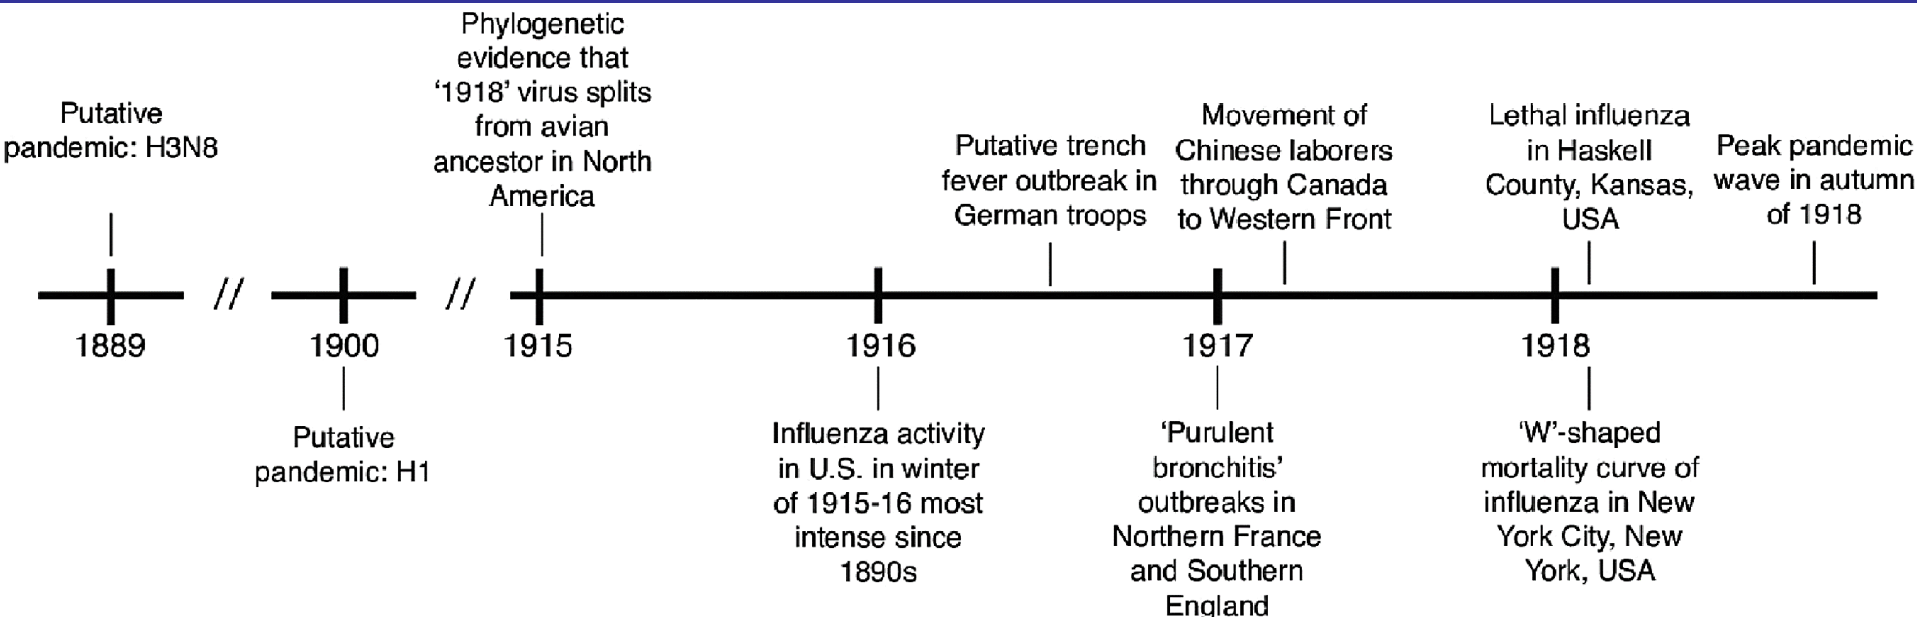 Putative
pandemic: H3N8
Phylogenetic
evidence that
‘1918’ virus splits
from avian
ancestor in North
America
Putative trench
fever outbreak in
German troops
Movement of
Chinese laborers
through Canada
to Western Front
Lethal influenza
in Haskell
County, Kansas,
USA
Peak pandemic
wave in autumn
of 1918
// //
1889 1900 1915 1916 1917 1918
Putative
pandemic: H1
Influenza activity
in U.S. in winter
of 1915-16 most
intense since
1890s
‘Purulent
bronchitis’
outbreaks in
Northern France
and Southern
England
‘W’-shaped
mortality curve of
influenza in New
York City, New
York, USA